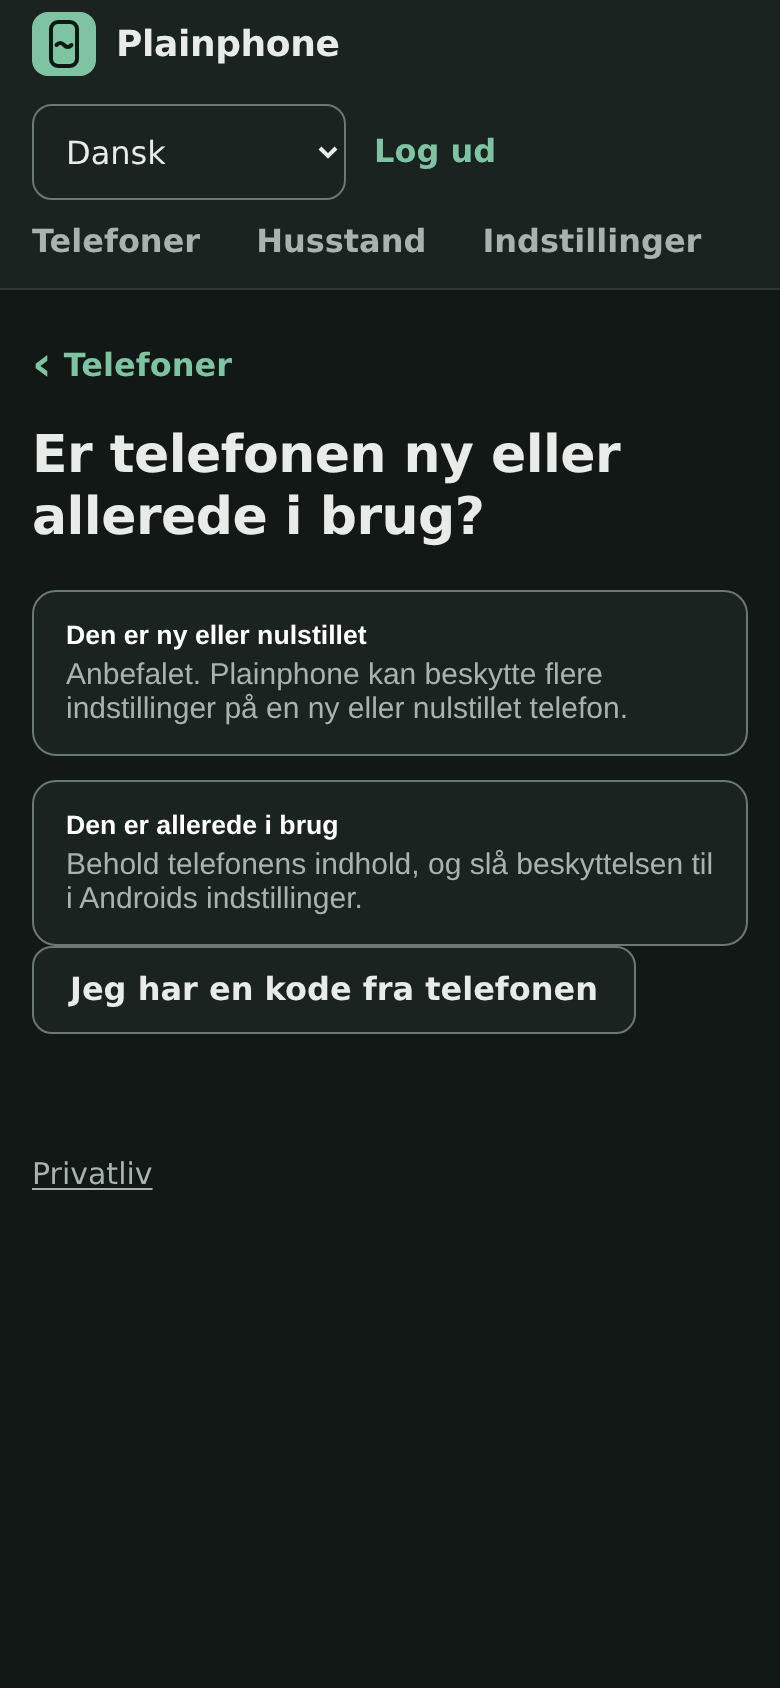 Plainphone
Dansk
Log ud
Telefoner
Husstand
Indstillinger
‹ Telefoner
Er telefonen ny eller
allerede i brug?
Den er ny eller nulstillet
Anbefalet. Plainphone kan beskytte flere
indstillinger på en ny eller nulstillet telefon.
Den er allerede i brug
Behold telefonens indhold, og slå beskyttelsen til
i Androids indstillinger.
Jeg har en kode fra telefonen
Privatliv